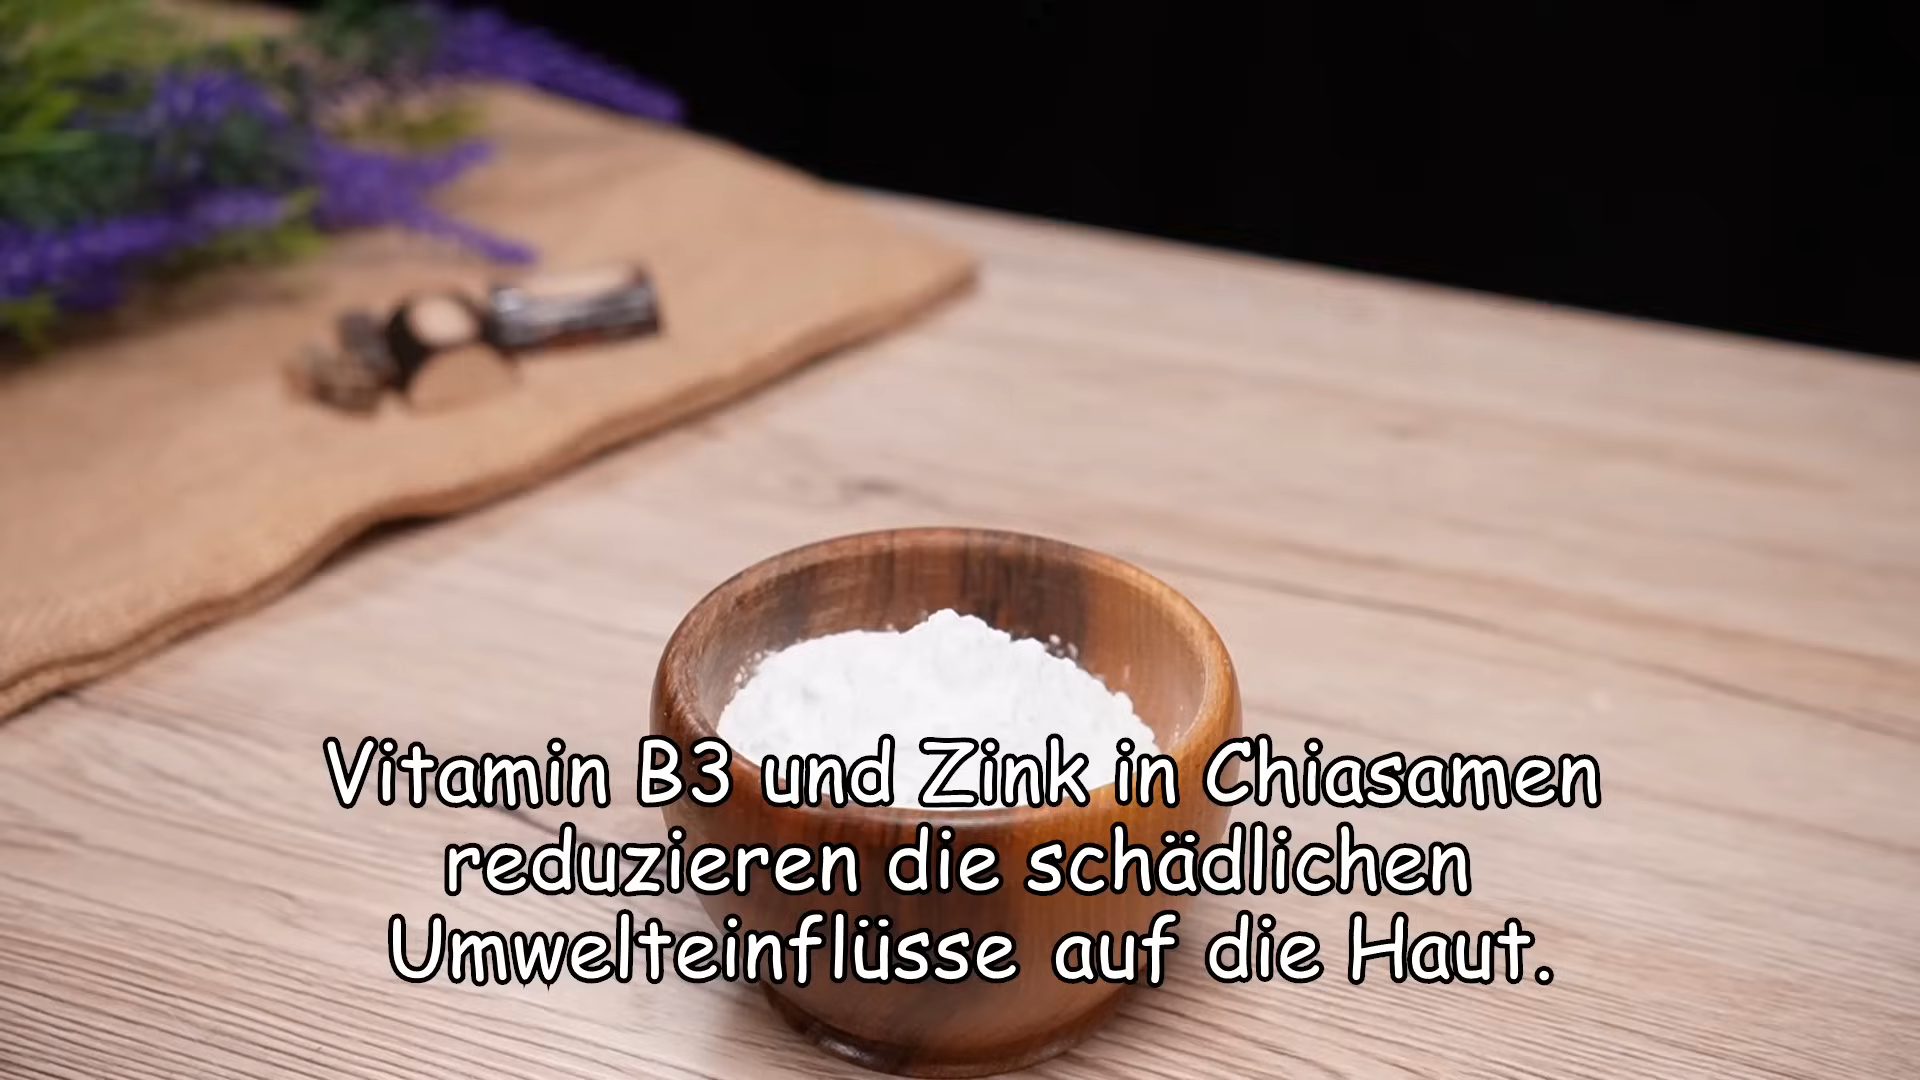 Vitamin B3 und Zink in Chiasamen
reduzieren die schädlichen
Umwelteinflüsse auf die Haut.